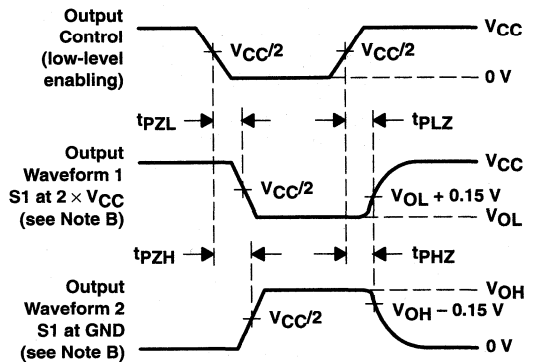 Output
Control
(low-level
enabling)
VCC/2
VCC/2
VCC
0 V
tPZL
tPLZ
Output
Waveform 1
S1 at 2 × VCC
(see Note B)
VCC/2
VCC
VOL + 0.15 V
VOL
tPZH
tPHZ
Output
Waveform 2
S1 at GND
(see Note B)
VCC/2
VOH
VOH − 0.15 V
0 V